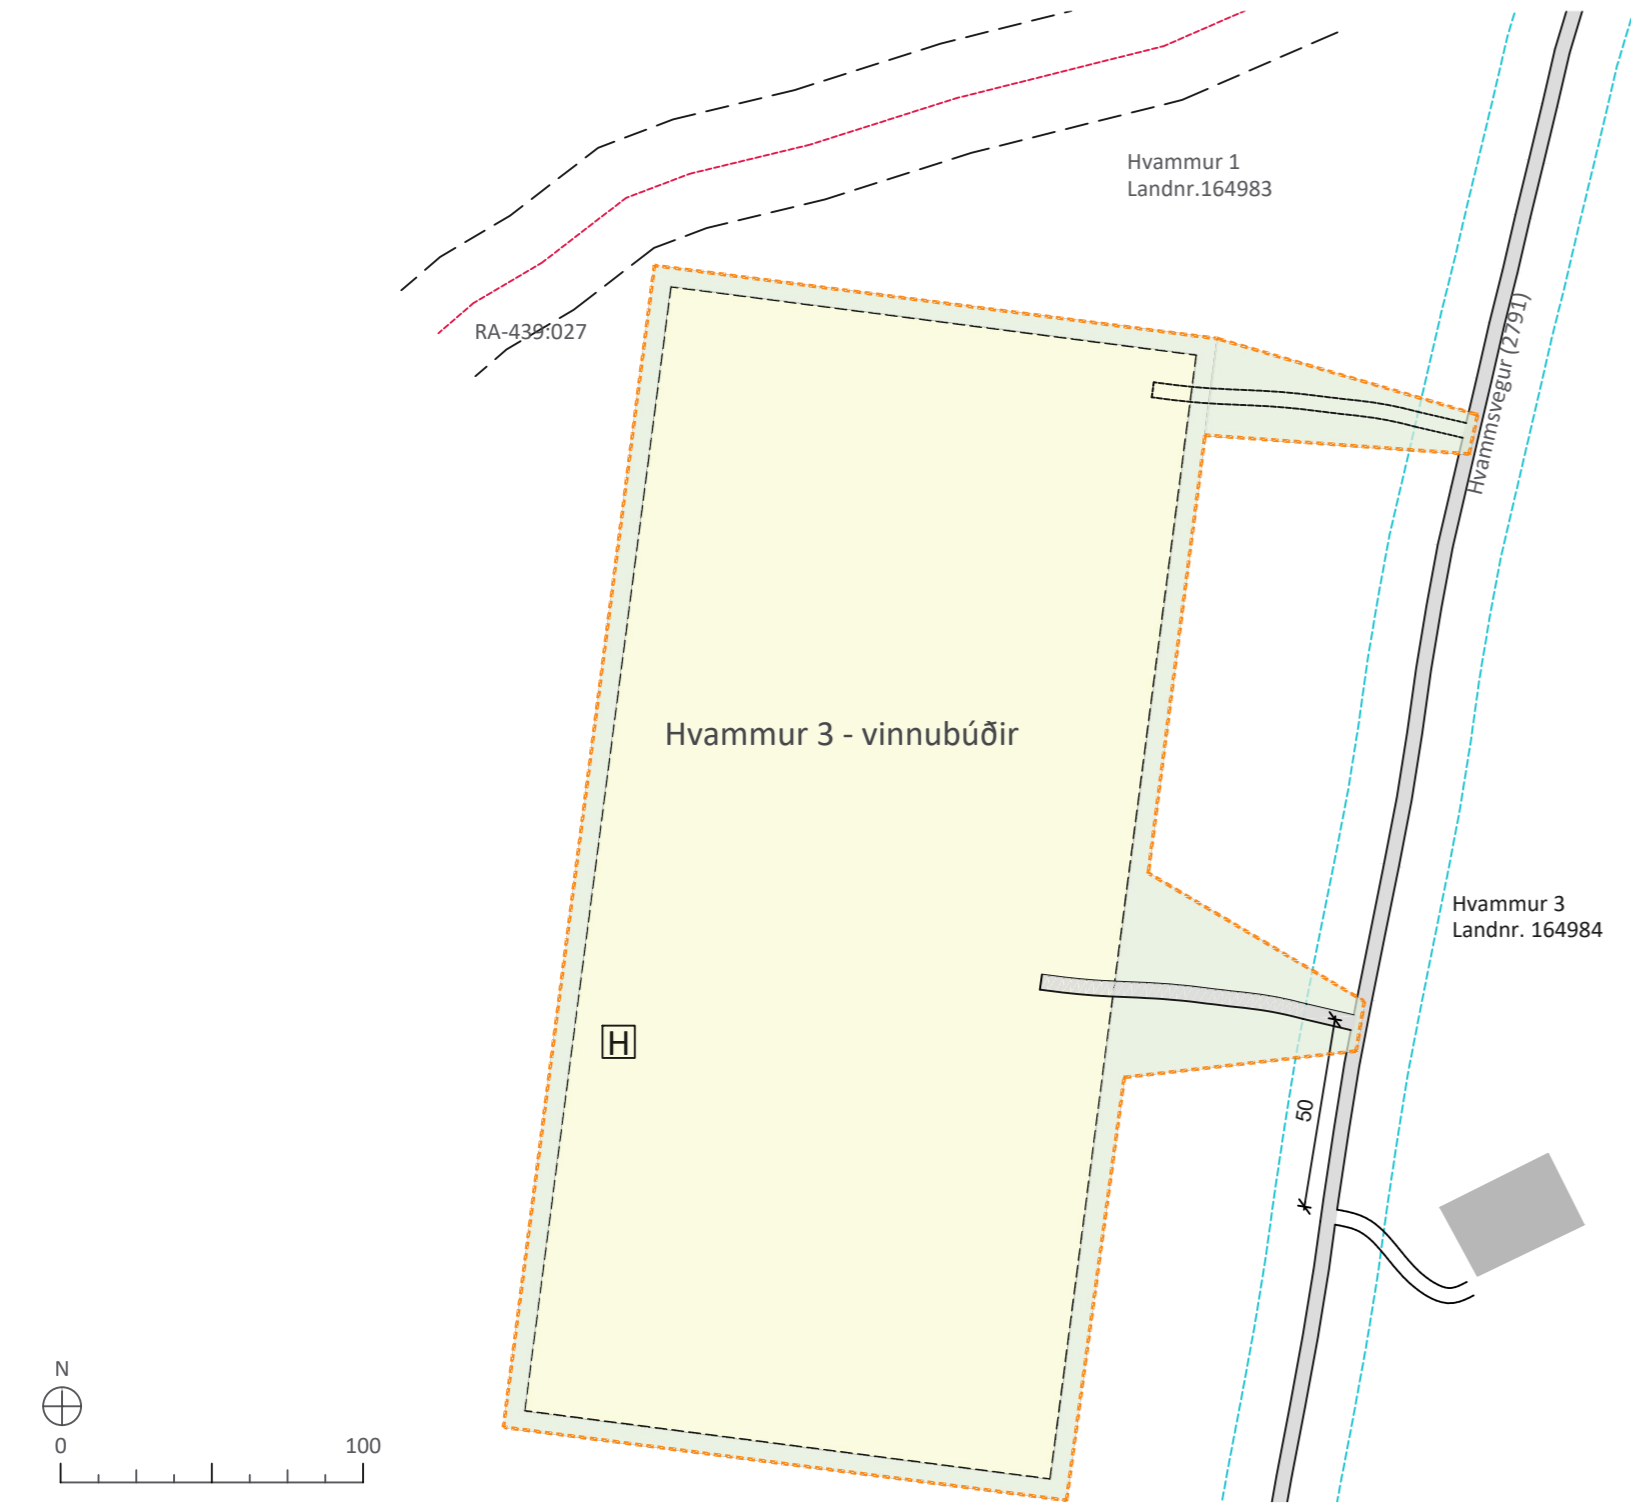 Hvammur 1
Landnr.164983
RA-439:027
Hvammsvegur (2791)
Hvammur 3 - vinnubúðir
Hvammur 3
Landnr. 164984
H
50
N
0 100